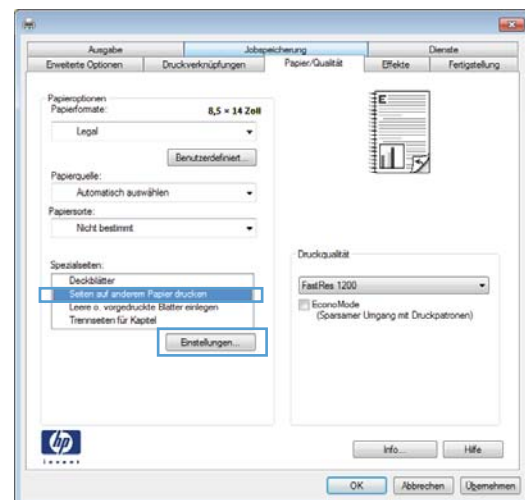 Ausgabe
Jobspeicherung
Dienste
Erweiterte Optionen
Druckverknüpfungen
Papier/Qualität
Effekte
Fertigstellung
Papieroptionen
Papierformate:
8,5 × 14 Zoll
Legal
Benutzerdefiniert...
Papierquelle:
Automatisch auswählen
Papiersorte:
Nicht bestimmt
Spezialseiten:
Deckblätter
Seiten auf anderem Papier drucken
Leere o. vorgedruckte Blätter einlegen
Trennseiten für Kapitel
Einstellungen...
E
Druckqualität
FastRes 1200
EconoMode
(Sparsamer Umgang mit Druckpatronen)
hp
invent
Info...
Hilfe
OK
Abbrechen
Übernehmen